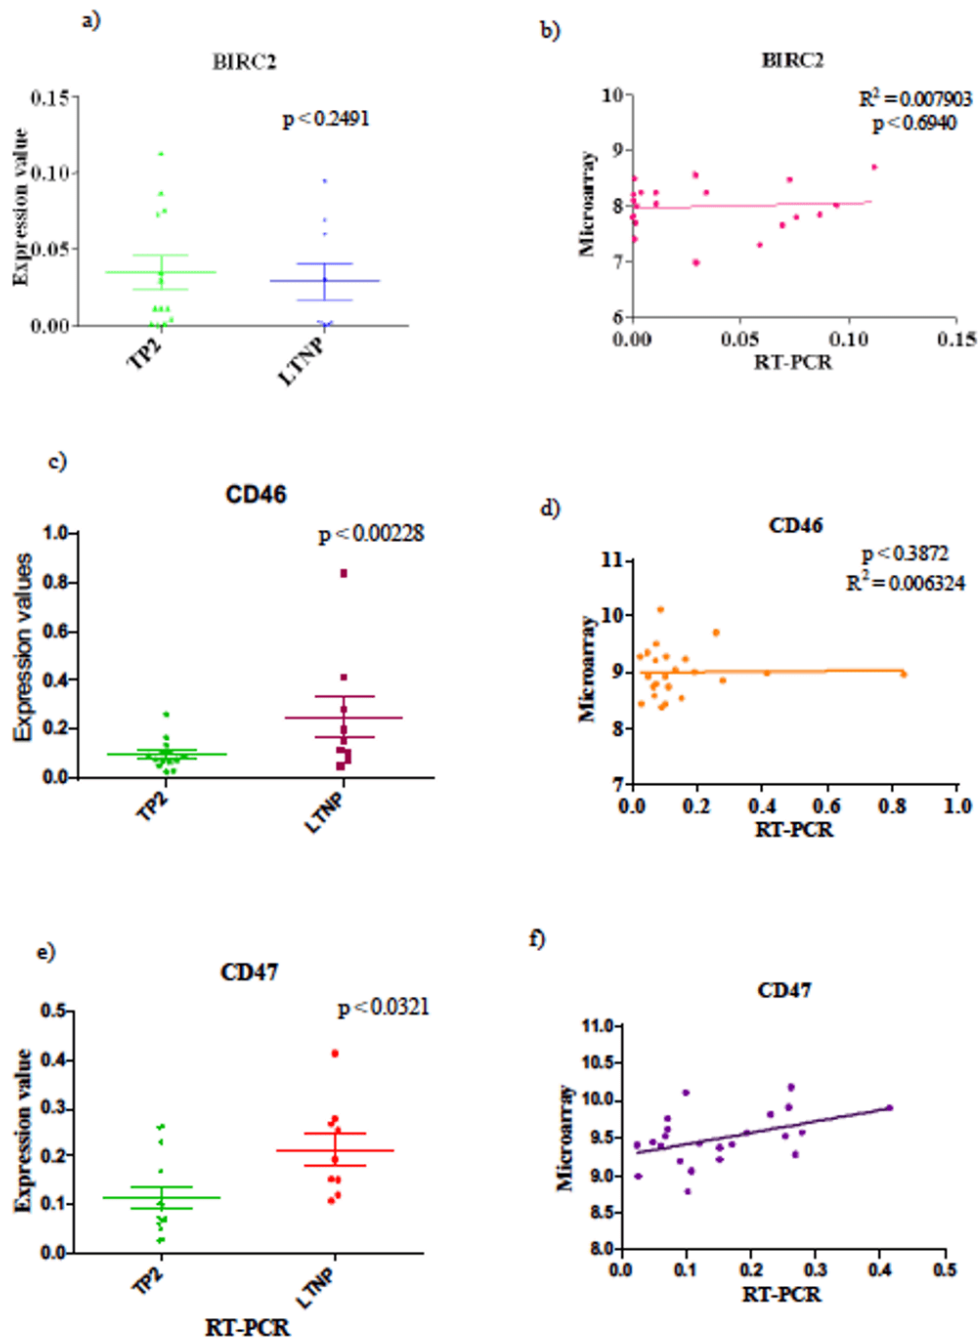 a)
BIRC2
p < 0.2491
Expression value
0.15
0.10
0.05
0.00
TP2
LTNP
b)
BIRC2
R² = 0.007903
p < 0.6940
Microarray
10
9
8
7
6
0.00
0.05
0.10
0.15
RT-PCR
c)
CD46
p < 0.00228
Expression values
1.0
0.8
0.6
0.4
0.2
0.0
TP2
LTNP
d)
CD46
p < 0.3872
R² = 0.006324
Microarray
11
10
9
8
7
0.0
0.2
0.4
0.6
0.8
1.0
RT-PCR
e)
CD47
p < 0.0321
Expression value
0.5
0.4
0.3
0.2
0.1
0.0
TP2
LTNP
RT-PCR
f)
CD47
Microarray
11.0
10.5
10.0
9.5
9.0
8.5
8.0
0.0
0.1
0.2
0.3
0.4
0.5
RT-PCR